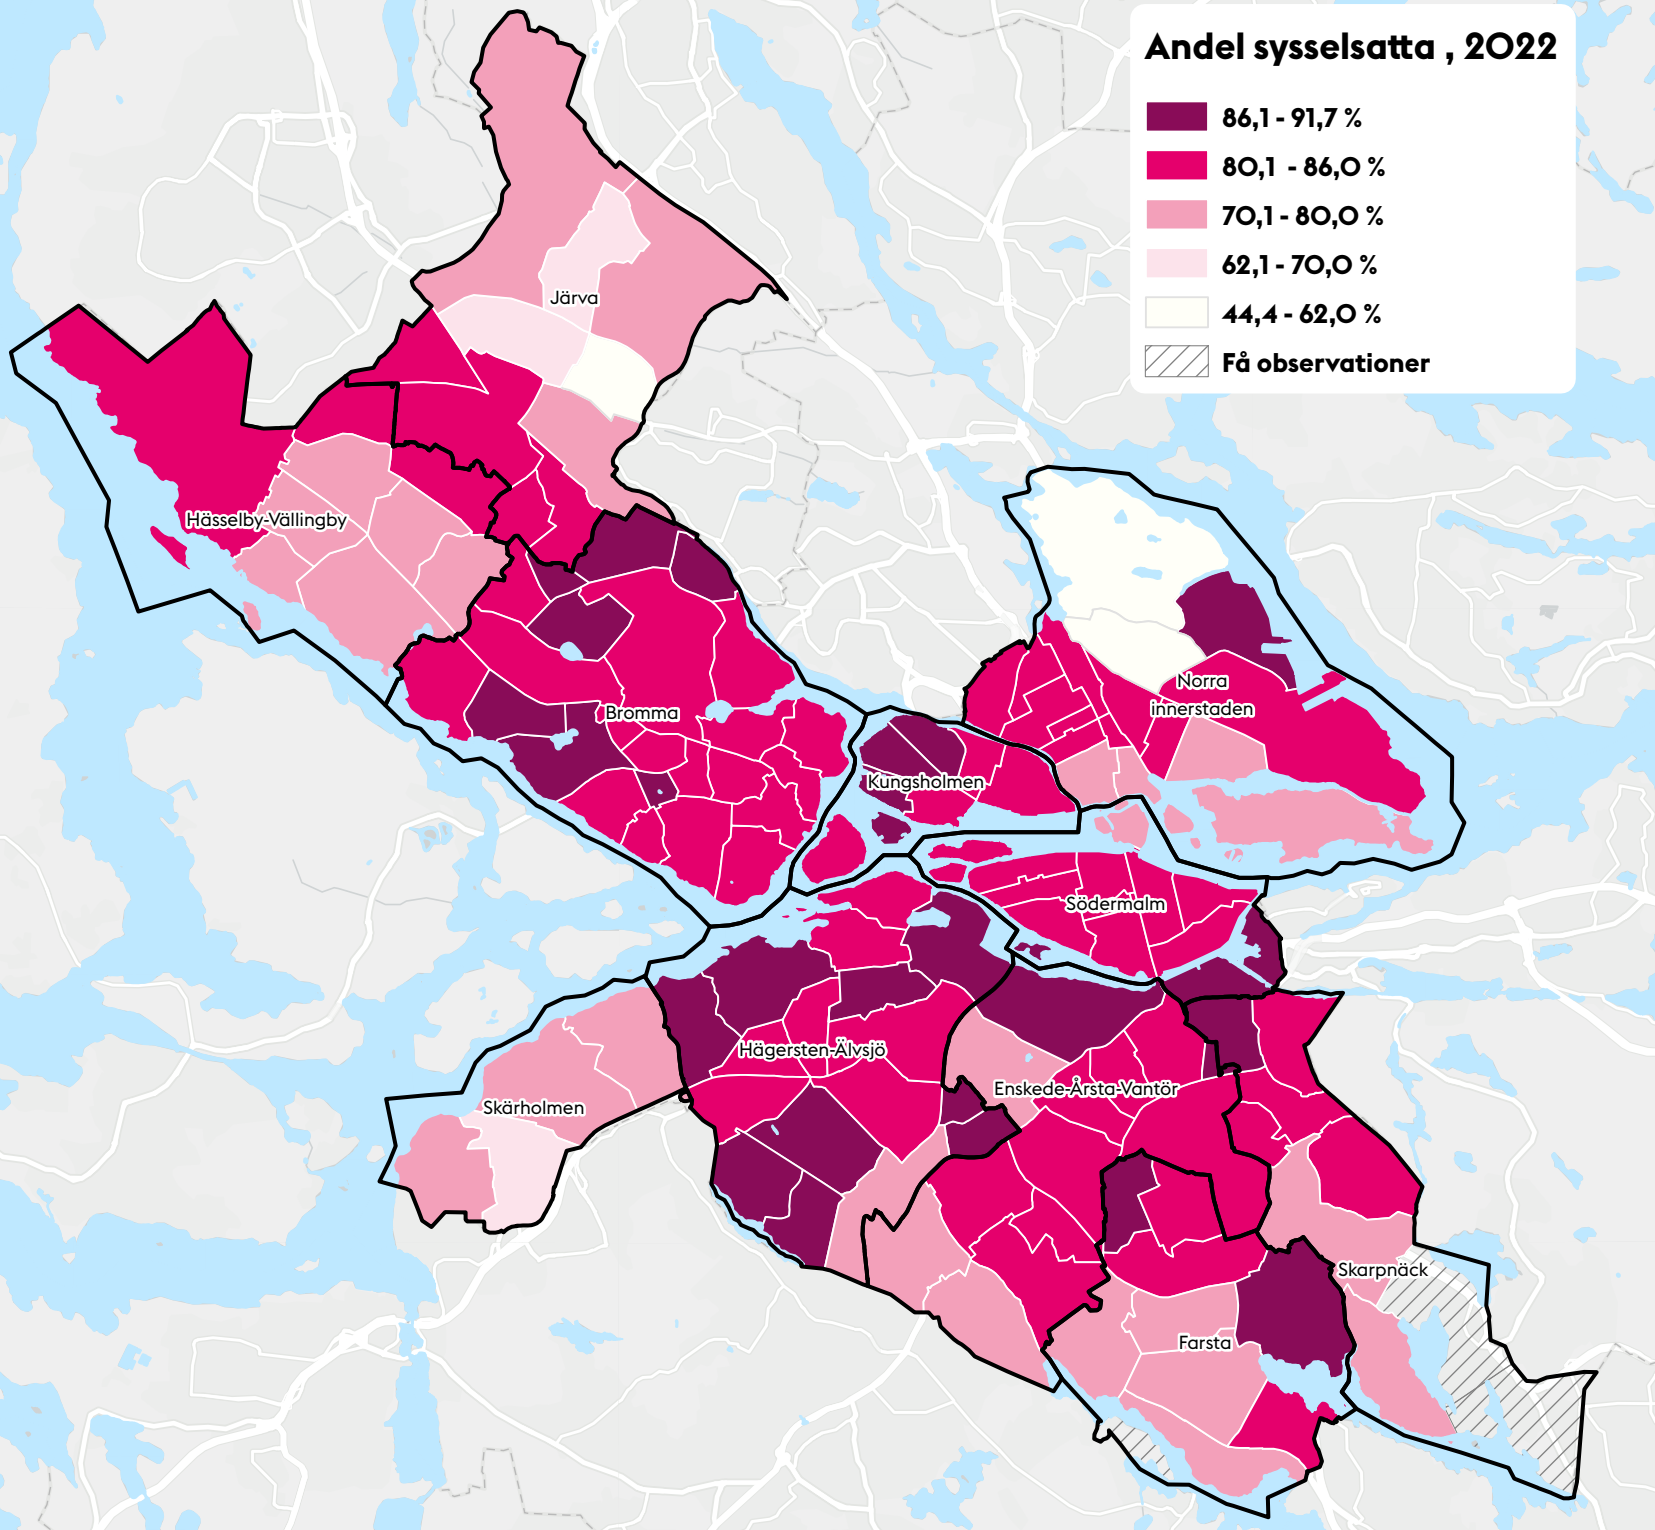 Andel sysselsatta , 2022
86,1 - 91,7 %
80,1 - 86,0 %
70,1 - 80,0 %
62,1 - 70,0 %
44,4 - 62,0 %
Få observationer
Järva
Hässelby-Vällingby
Bromma
Norra
innerstaden
Kungsholmen
Södermalm
Hägersten-Älvsjö
Enskede-Årsta-Vantör
Skärholmen
Skarpnäck
Farsta